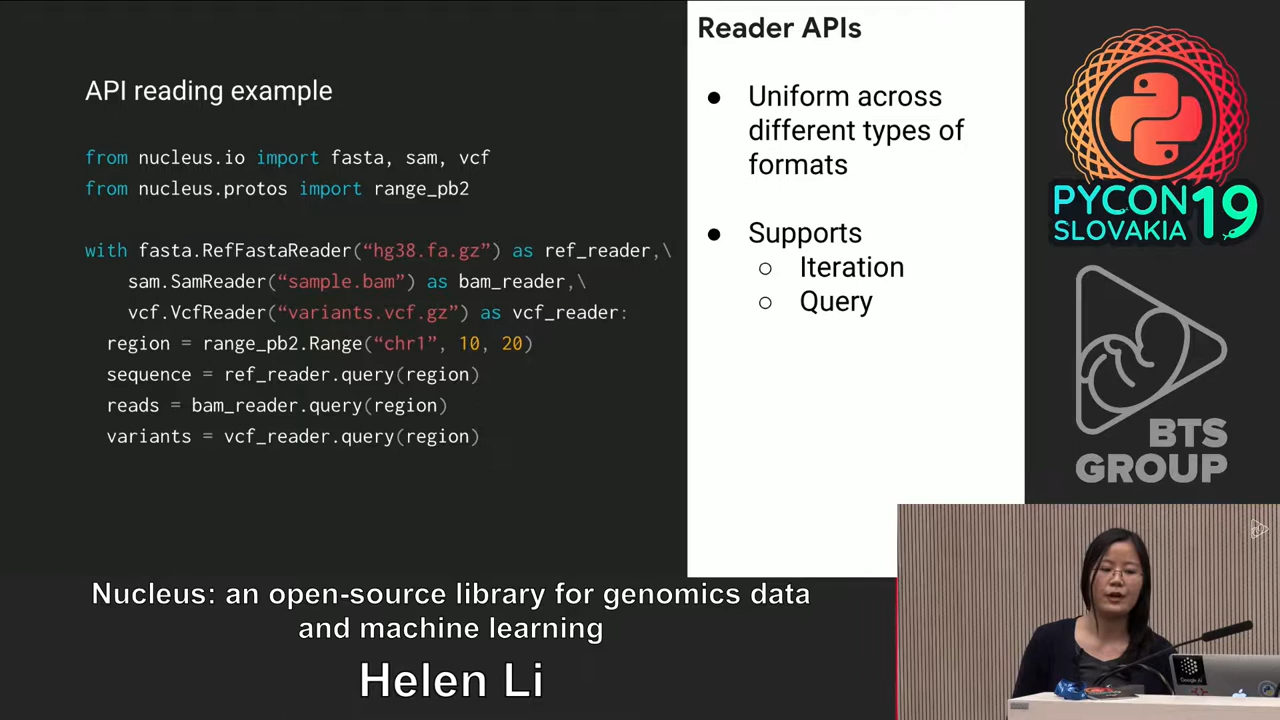 API reading example
from nucleus.io import fasta, sam, vcf
from nucleus.protos import range_pb2
with fasta.RefFastaReader(“hg38.fa.gz”) as ref_reader,\
sam.SamReader(“sample.bam”) as bam_reader,\
vcf.VcfReader(“variants.vcf.gz”) as vcf_reader:
region = range_pb2.Range(“chr1”, 10, 20)
sequence = ref_reader.query(region)
reads = bam_reader.query(region)
variants = vcf_reader.query(region)
Reader APIs
● Uniform across
different types of
formats
● Supports
○ Iteration
○ Query
PYCON 19
SLOVAKIA
BTS
GROUP
Google AI
Nucleus: an open-source library for genomics data
and machine learning
Helen Li